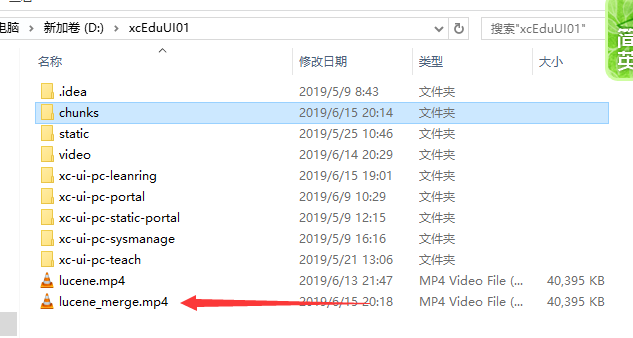 电脑 > 新加卷 (D:) > xcEduUI01 搜索"xcEduUI01"
简
英
名称 修改日期 类型 大小
.idea 2019/5/9 8:43 文件夹
chunks 2019/6/15 20:14 文件夹
static 2019/5/25 10:46 文件夹
video 2019/6/14 20:29 文件夹
xc-ui-pc-leanring 2019/6/15 19:01 文件夹
xc-ui-pc-portal 2019/6/9 10:29 文件夹
xc-ui-pc-static-portal 2019/5/9 12:15 文件夹
xc-ui-pc-sysmanage 2019/5/9 16:16 文件夹
xc-ui-pc-teach 2019/5/21 13:06 文件夹
lucene.mp4 2019/6/13 21:47 MP4 Video File (... 40,395 KB
lucene_merge.mp4 2019/6/15 20:18 MP4 Video File (... 40,395 KB